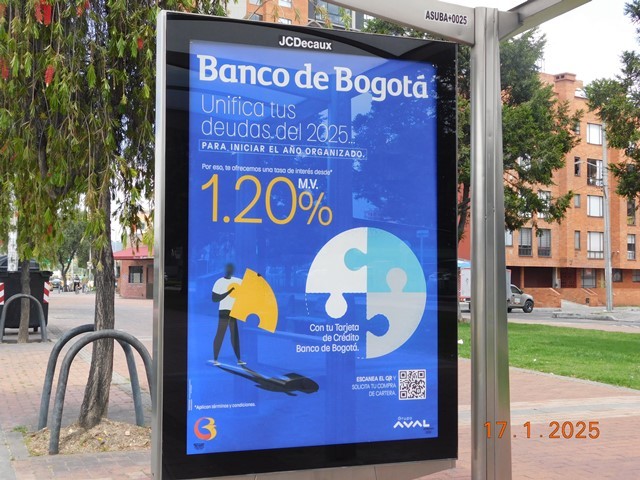 ASUBA+0025
JCDecaux
Banco de Bogotá
Unifica tus
deudas del 2025...
PARA INICIAR EL AÑO ORGANIZADO.
Por eso, te ofrecemos una tasa de interés desde*
1.20% M.V.
Con tu Tarjeta
de Crédito
Banco de Bogotá.
ESCANEA EL QR Y
SOLICITA TU COMPRA
DE CARTERA.
*Aplican términos y condiciones.
Grupo
AVAL
17.1.2025